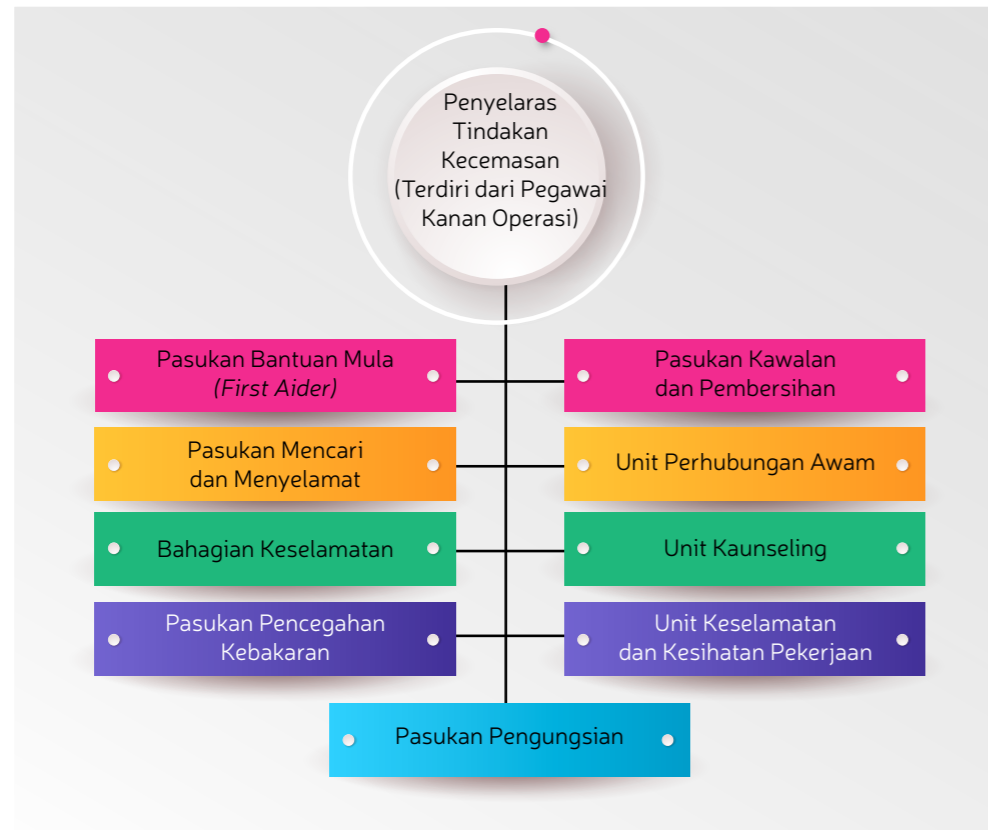 Penyelaras
Tindakan
Kecemasan
(Terdiri dari Pegawai
Kanan Operasi)
Pasukan Bantuan Mula
(First Aider)
Pasukan Kawalan
dan Pembersihan
Pasukan Mencari
dan Menyelamat
Unit Perhubungan Awam
Bahagian Keselamatan
Unit Kaunseling
Pasukan Pencegahan
Kebakaran
Unit Keselamatan
dan Kesihatan Pekerjaan
Pasukan Pengungsian